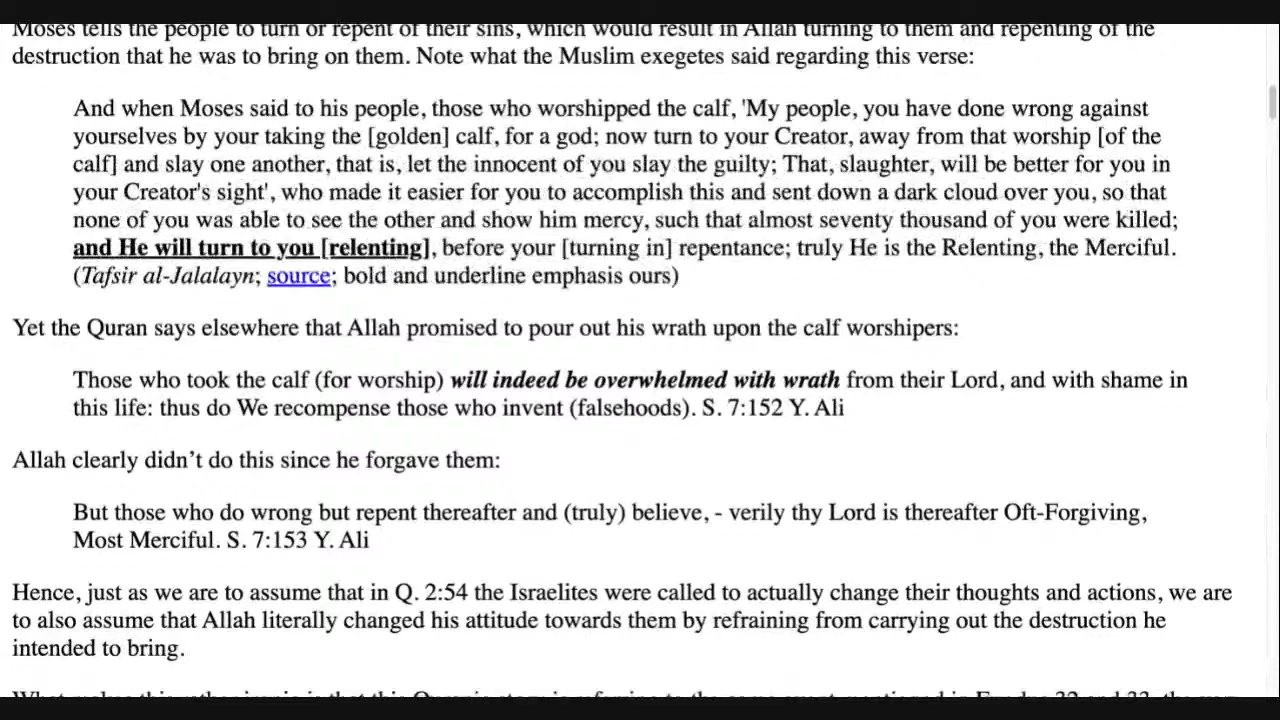 Moses tells the people to turn or repent of their sins, which would result in Allah turning to them and repenting of the
destruction that he was to bring on them. Note what the Muslim exegetes said regarding this verse:
And when Moses said to his people, those who worshipped the calf, 'My people, you have done wrong against
yourselves by your taking the [golden] calf, for a god; now turn to your Creator, away from that worship [of the
calf] and slay one another, that is, let the innocent of you slay the guilty; That, slaughter, will be better for you in
your Creator's sight', who made it easier for you to accomplish this and sent down a dark cloud over you, so that
none of you was able to see the other and show him mercy, such that almost seventy thousand of you were killed;
and He will turn to you [relenting], before your [turning in] repentance; truly He is the Relenting, the Merciful.
(Tafsir al-Jalalayn; source; bold and underline emphasis ours)
Yet the Quran says elsewhere that Allah promised to pour out his wrath upon the calf worshipers:
Those who took the calf (for worship) will indeed be overwhelmed with wrath from their Lord, and with shame in
this life: thus do We recompense those who invent (falsehoods). S. 7:152 Y. Ali
Allah clearly didn’t do this since he forgave them:
But those who do wrong but repent thereafter and (truly) believe, - verily thy Lord is thereafter Oft-Forgiving,
Most Merciful. S. 7:153 Y. Ali
Hence, just as we are to assume that in Q. 2:54 the Israelites were called to actually change their thoughts and actions, we are
to also assume that Allah literally changed his attitude towards them by refraining from carrying out the destruction he
intended to bring.